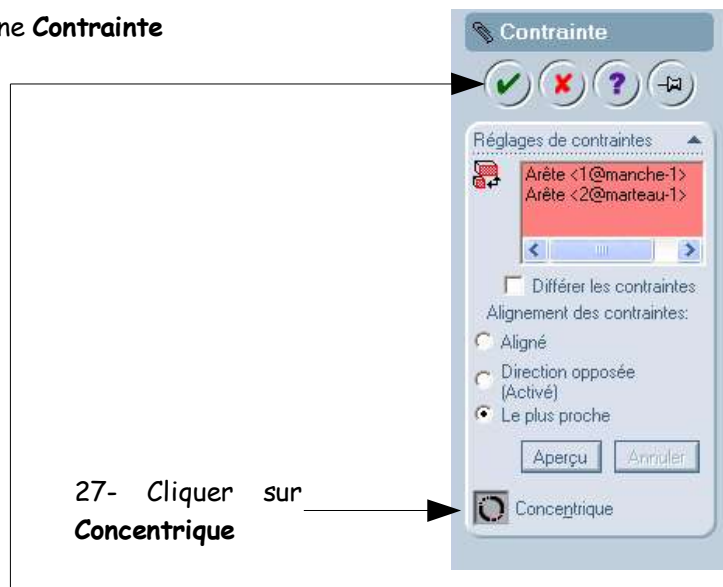 ne Contrainte
Contrainte
?
Réglages de contraintes
Arête <1@manche-1>
Arête <2@marteau-1>
Différer les contraintes
Alignement des contraintes:
Aligné
Direction opposée
(Activé)
Le plus proche
Aperçu Annuler
27- Cliquer sur
Concentrique
Concentrique